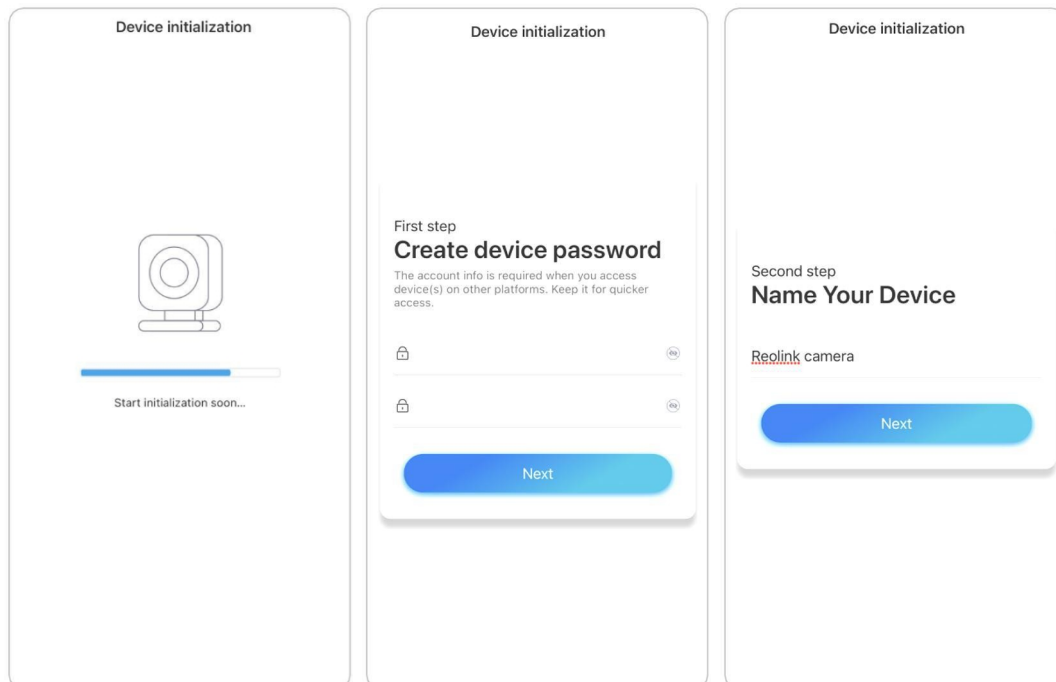 Device initialization
Start initialization soon...
Device initialization
First step
Create device password
The account info is required when you access
device(s) on other platforms. Keep it for quicker
access.
Next
Device initialization
Second step
Name Your Device
Reolink camera
Next